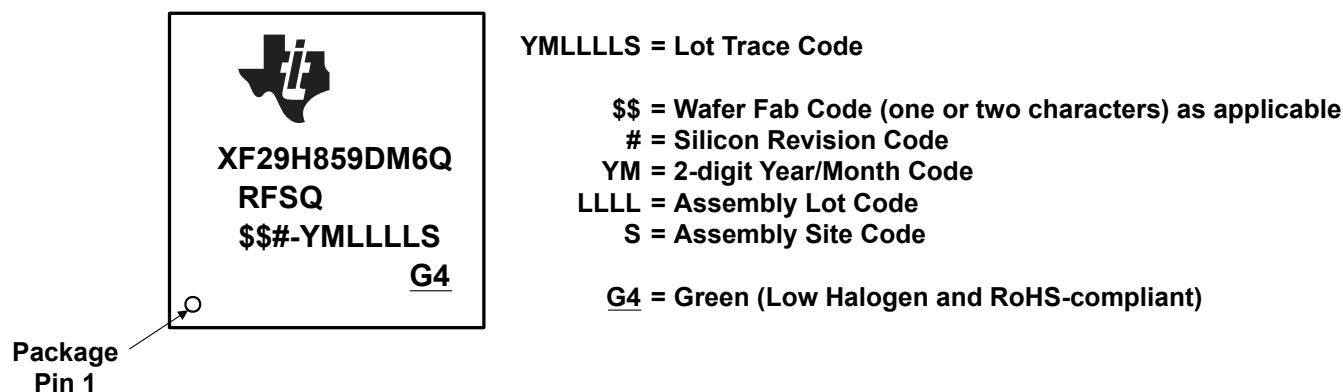 XF29H859DM6Q
RFSQ
$$#-YMLLLLS
G4
Package
Pin 1
YMLLLLS = Lot Trace Code
$$ = Wafer Fab Code (one or two characters) as applicable
# = Silicon Revision Code
YM = 2-digit Year/Month Code
LLLL = Assembly Lot Code
S = Assembly Site Code
G4 = Green (Low Halogen and RoHS-compliant)